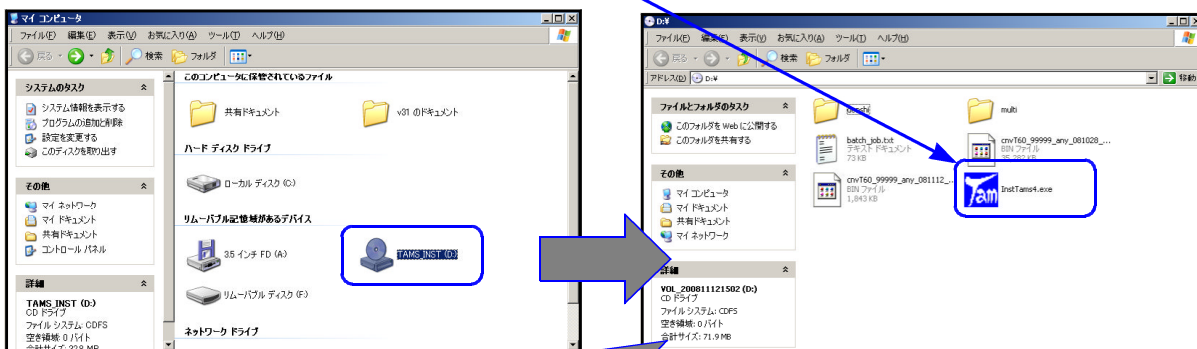 マイ コンピュータ
ファイル(F) 編集(E) 表示(V) お気に入り(A) ツール(T) ヘルプ(H)
戻る 検索 フォルダ
システムのタスク
システム情報を表示する
プログラムの追加と削除
設定を変更する
このディスクを取り出す
その他
マイ ネットワーク
マイ ドキュメント
共有ドキュメント
コントロール パネル
詳細
TAMS_INST (D:)
CD ドライブ
ファイル システム: CDFS
空き領域: 0 バイト
合計サイズ: 329 MB
このコンピュータに保管されているファイル
共有ドキュメント
v31 のドキュメント
ハード ディスク ドライブ
ローカル ディスク (C:)
リムーバブル記憶域があるデバイス
3.5 インチ FD (A:)
TAMS_INST (D:)
リムーバブル ディスク (F:)
ネットワーク ドライブ
D:¥
ファイル(F) 編集(E) 表示(V) お気に入り(A) ツール(T) ヘルプ(H)
戻る 検索 フォルダ
アドレス(D) D:¥ 移動
ファイルとフォルダのタスク
このフォルダを Web に公開する
このフォルダを共有する
その他
マイ コンピュータ
マイ ドキュメント
共有ドキュメント
マイ ネットワーク
詳細
VOL_200811121502 (D:)
CD ドライブ
ファイル システム: CDFS
空き領域: 0 バイト
合計サイズ: 71.9 MB
multi
batch_job.txt
テキスト ドキュメント
73 KB
cnvT60_99999_any_081028_...
BIN ファイル
35,282 KB
cnvT60_99999_any_081112_...
BIN ファイル
1,843 KB
Tam
InstTams4.exe